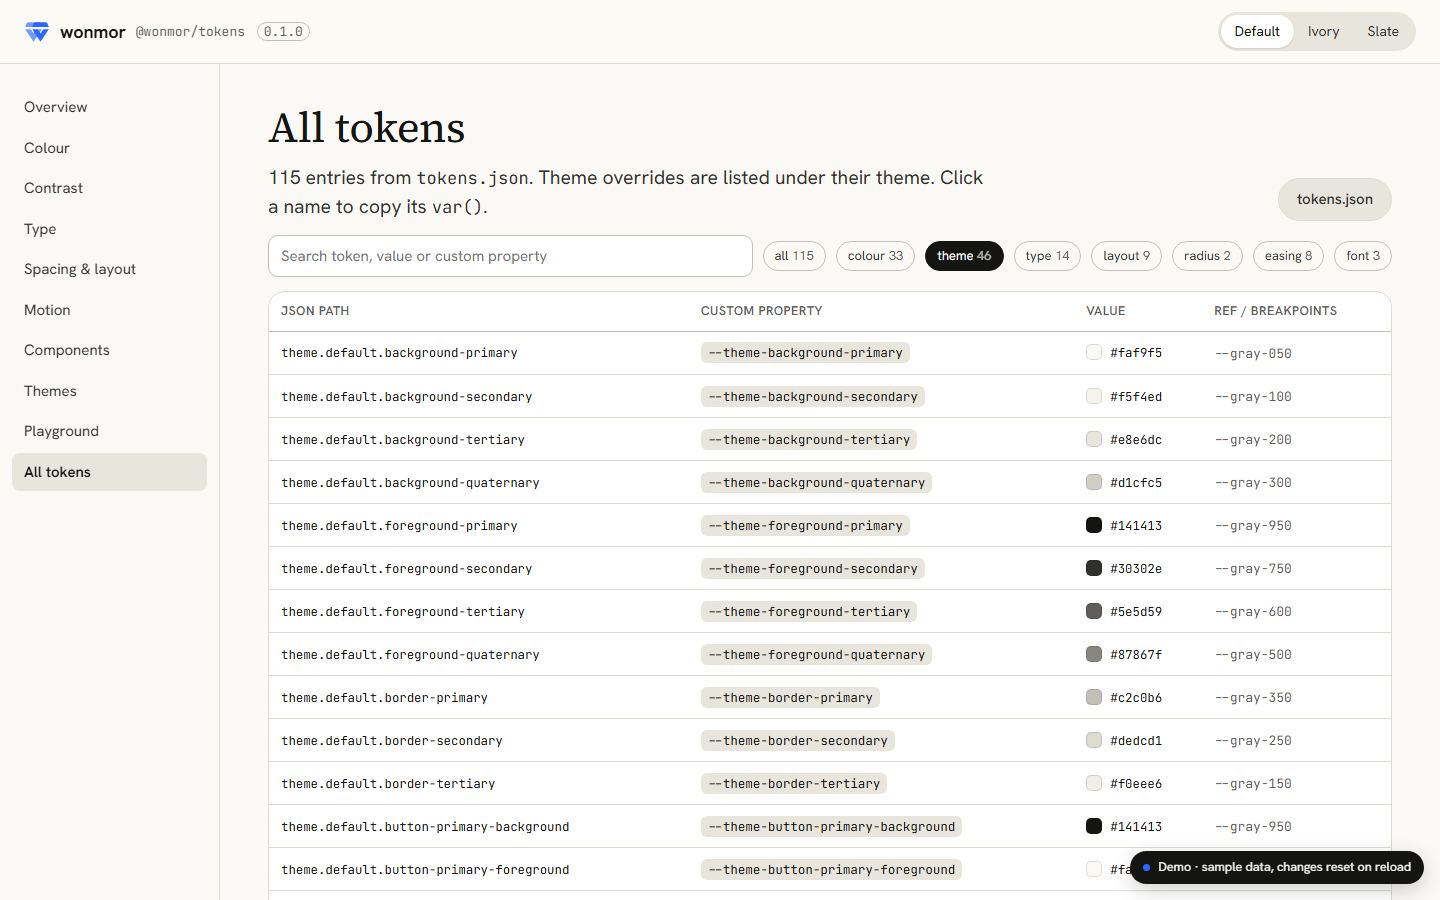 wonmor @wonmor/tokens 0.1.0
Default Ivory Slate
Overview
Colour
Contrast
Type
Spacing & layout
Motion
Components
Themes
Playground
All tokens
All tokens
115 entries from tokens.json. Theme overrides are listed under their theme. Click
a name to copy its var().
tokens.json
Search token, value or custom property
all 115 colour 33 theme 46 type 14 layout 9 radius 2 easing 8 font 3
JSON PATH CUSTOM PROPERTY VALUE REF / BREAKPOINTS
theme.default.background-primary --theme-background-primary #faf9f5 --gray-050
theme.default.background-secondary --theme-background-secondary #f5f4ed --gray-100
theme.default.background-tertiary --theme-background-tertiary #e8e6dc --gray-200
theme.default.background-quaternary --theme-background-quaternary #d1cfc5 --gray-300
theme.default.foreground-primary --theme-foreground-primary #141413 --gray-950
theme.default.foreground-secondary --theme-foreground-secondary #30302e --gray-750
theme.default.foreground-tertiary --theme-foreground-tertiary #5e5d59 --gray-600
theme.default.foreground-quaternary --theme-foreground-quaternary #87867f --gray-500
theme.default.border-primary --theme-border-primary #c2c0b6 --gray-350
theme.default.border-secondary --theme-border-secondary #dedcd1 --gray-250
theme.default.border-tertiary --theme-border-tertiary #f0eee6 --gray-150
theme.default.button-primary-background --theme-button-primary-background #141413 --gray-950
theme.default.button-primary-foreground --theme-button-primary-foreground
Demo · sample data, changes reset on reload